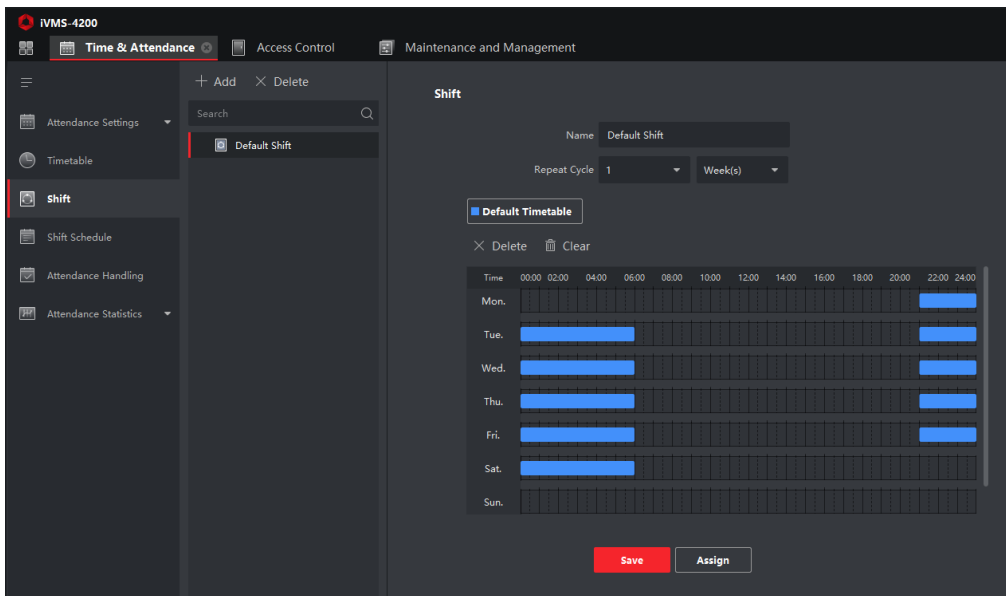 iVMS-4200
Time & Attendance
Access Control
Maintenance and Management
Attendance Settings
Timetable
Shift
Shift Schedule
Attendance Handling
Attendance Statistics
Add Delete
Search
Default Shift
Shift
Name Default Shift
Repeat Cycle 1 Week(s)
Default Timetable
Delete Clear
Time 00:00 02:00 04:00 06:00 08:00 10:00 12:00 14:00 16:00 18:00 20:00 22:00 24:00
Mon.
Tue.
Wed.
Thu.
Fri.
Sat.
Sun.
Save Assign